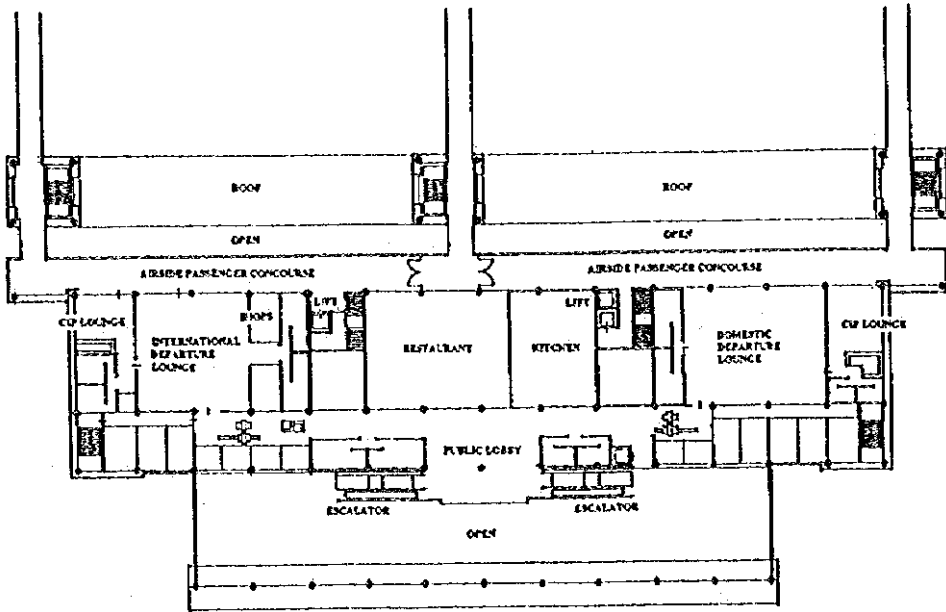 ROOF
ROOF
OPEN
OPEN
AIRSIDE PASSENGER CONCOURSE
AIRSIDE PASSENGER CONCOURSE
LIFT
LIFT
CIP LOUNGE
SHOPS
CIP LOUNGE
INTERNATIONAL
DEPARTURE
LOUNGE
RESTAURANT
KITCHEN
DOMESTIC
DEPARTURE
LOUNGE
PUBLIC LOBBY
ESCALATOR
ESCALATOR
OPEN